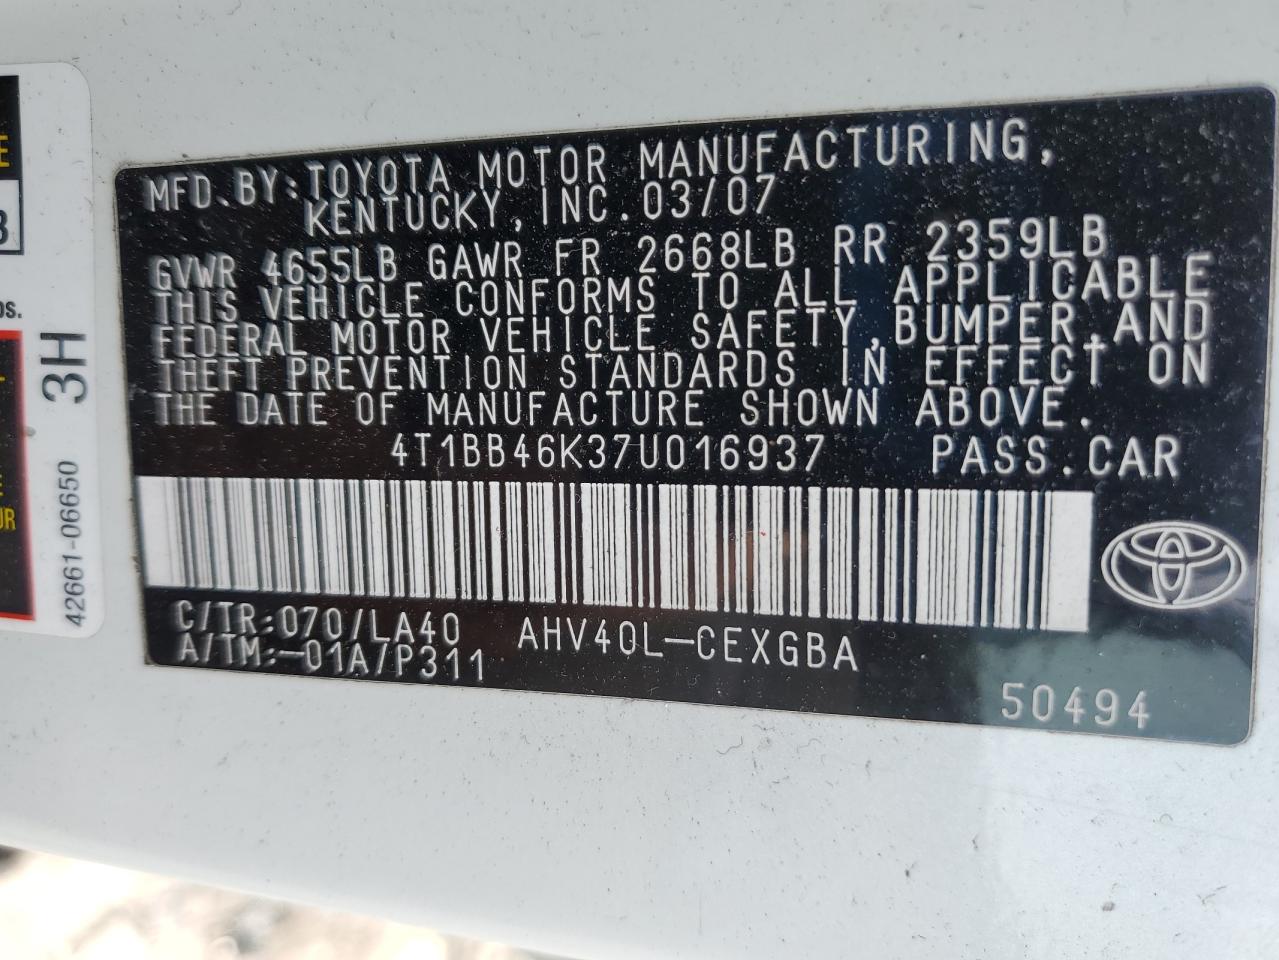 MFD.BY:TOYOTA MOTOR MANUFACTURING,
KENTUCKY,INC.03/07
GVWR 4655LB GAWR FR 2668LB RR 2359LB
THIS VEHICLE CONFORMS TO ALL APPLICABLE
FEDERAL MOTOR VEHICLE SAFETY,BUMPER,AND
THEFT PREVENTION STANDARDS IN EFFECT ON
THE DATE OF MANUFACTURE SHOWN ABOVE.
4T1BB46K37U016937 PASS.CAR
C/TR:070/LA40 AHV40L-CEXGBA
A/TM:-01A/P311
50494
3H
42661-06650